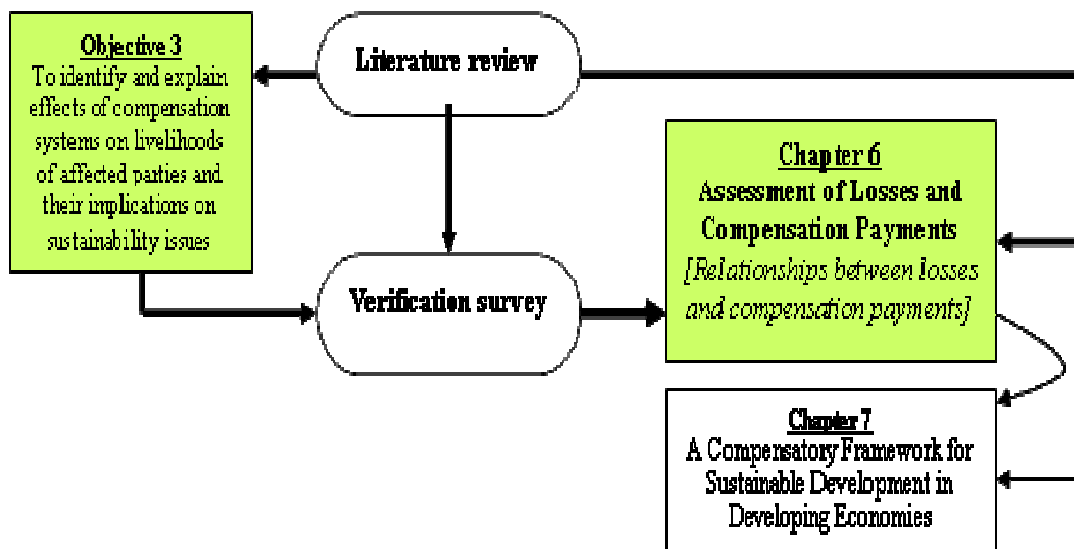 Objective 3
To identify and explain
effects of compensation
systems on livelihoods
of affected parties and
their implications on
sustainability issues
Literature review
Verification survey
Chapter 6
Assessment of Losses and
Compensation Payments
[Relationships between losses
and compensation payments]
Chapter 7
A Compensatory Framework for
Sustainable Development in
Developing Economies